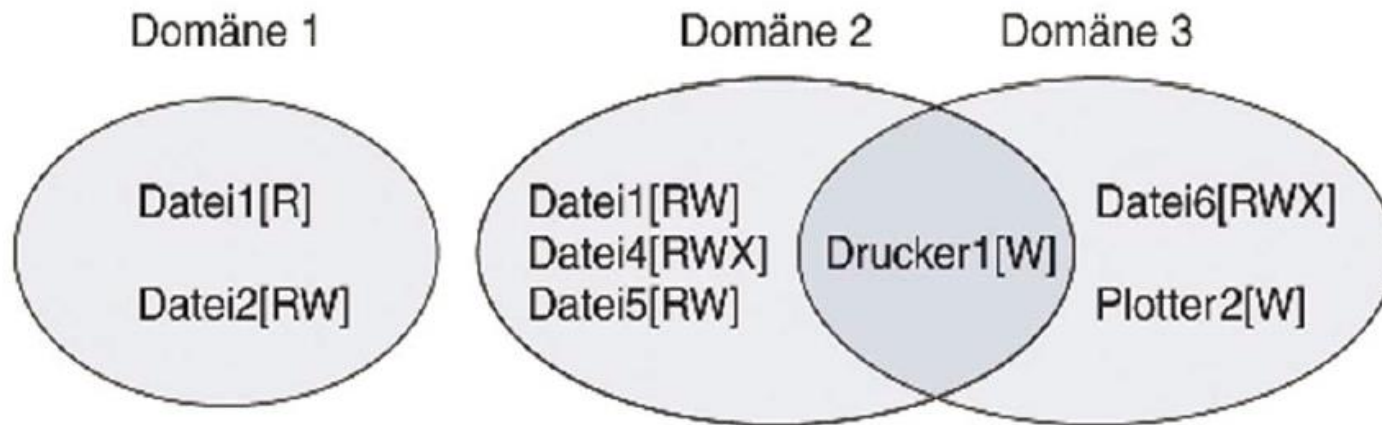 Domäne 1
Datei1[R]
Datei2[RW]
Domäne 2
Datei1[RW]
Datei4[RWX]
Datei5[RW]
Drucker1[W]
Domäne 3
Datei6[RWX]
Plotter2[W]